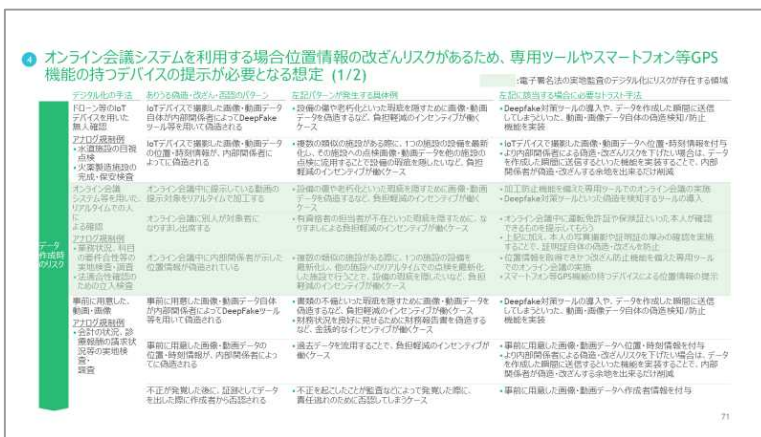 4
オンライン会議システムを利用する場合位置情報の改ざんリスクがあるため、専用ツールやスマートフォン等GPS
機能の持つデバイスの提示が必要となる想定 (1/2)
:電子署名法の実地監査のデジタル化にリスクが存在する領域
デジタル化の手法
ありうる偽造・改ざん・否認のパターン
左記パターンが発生する具体例
左記に該当する場合に必要なトラスト手法
データ
作成時
のリスク
ドローン等のIoT
デバイスを用いた
無人確認
アナログ規制例
•水道施設の目視
点検
•火薬製造施設の
完成・保安検査
IoTデバイスで撮影した画像・動画データ
自体が内部関係者によってDeepFake
ツール等を用いて偽造される
•設備の傷や老朽化といった瑕疵を隠すために画像・動画
データを偽造するなど、負担軽減のインセンティブが働く
ケース
•Deepfake対策ツールの導入や、データを作成した瞬間に送信
してしまうといった、動画・画像データ自体の偽造検知/防止
機能を実装
IoTデバイスで撮影した画像・動画データ
の位置・時刻情報が、内部関係者によ
って偽造される
•複数の類似の施設がある際に、1つの施設の設備を最新
化し、その施設への点検画像・動画データを他の施設の
点検に流用することで設備の瑕疵を隠したいなど、負担
軽減のインセンティブが働くケース
•IoTデバイスで撮影した画像・動画データへ位置・時刻情報を付与
•より内部関係者による偽造・改ざんリスクを下げたい場合は、データ
を作成した瞬間に送信するといった機能を実装することで、内部
関係者が偽造・改ざんする余地を出来るだけ削減
オンライン会議
システム等を用いた
リアルタイムでの人
による確認
アナログ規制例
•業務状況、科目
の要件合性等の
実地検査・調査
•法適合性確認の
ための立入検査
オンライン会議中に提示している動画の
提示対象をリアルタイムで加工する
•設備の傷や老朽化といった瑕疵を隠すために画像・動画
データを偽造するなど、負担軽減のインセンティブが働く
ケース
•加工防止機能を備えた専用ツールでのオンライン会議の実施
•Deepfake対策ツールといった偽造を検知するツールの導入
オンライン会議に別人が対象者に
なりすまし出席する
•有資格者の担当者が不在といった瑕疵を隠すために、な
りすましによる負担軽減のインセンティブが働くケース
•オンライン会議中に運転免許証や保険証といった本人が確認
できるものを提示してもらう
•上記に加え、本人の写真撮影や証明証の厚みの確認を実施
することで、証明証自体の偽造・改ざんを防止
オンライン会議中に内部関係者が示した
位置情報が偽造されている
•複数の類似の施設がある際に、1つの施設の設備を
最新化し、他の施設へのリアルタイムでの点検を最新化
した施設で行うことで、設備の瑕疵を隠したいなど、負担
軽減のインセンティブが働くケース
•位置情報を取得できかつ改ざん防止機能を備えた専用ツール
でのオンライン会議の実施
•スマートフォン等GPS機能の持つデバイスによる位置情報の提示
事前に用意した、
動画・画像
アナログ規制例
•会計の状況、診
療報酬の請求状
況等の実地検
査・
調査
事前に用意した画像・動画データ自体
が内部関係者によってDeepFakeツール
等を用いて偽造される
•書類の不備といった瑕疵を隠すために画像・動画データを
偽造するなど、負担軽減のインセンティブが働くケース
•財務状況を良好に見せるために財務報告書を偽造する
など、金銭的なインセンティブが働くケース
•Deepfake対策ツールの導入や、データを作成した瞬間に送信
してしまうといった、動画・画像データ自体の偽造検知/防止
機能を実装
事前に用意した画像・動画データの
位置・時刻情報が、内部関係者によっ
てに偽造される
•過去データを流用することで、負担軽減のインセンティブが
働くケース
•事前に用意した画像・動画データへ位置・時刻情報を付与
•より内部関係者による偽造・改ざんリスクを下げたい場合は、データ
を作成した瞬間に送信するといった機能を実装することで、内部
関係者が偽造・改ざんする余地を出来るだけ削減
不正が発覚した後に、証跡としてデータ
を出した際に作成者から否認される
•不正を起こしたことが監査などによって発覚した際に、
責任逃れのために否認してしまうケース
•事前に用意した画像・動画データへ作成者情報を付与
71